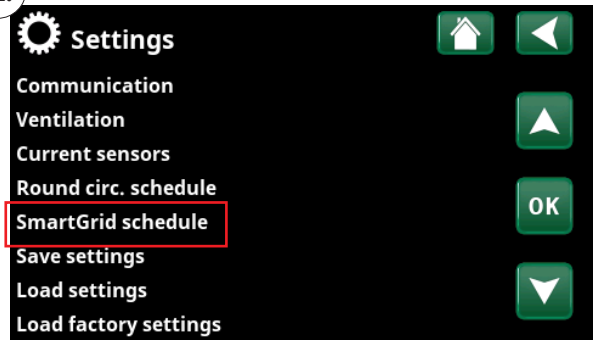 Settings
Communication
Ventilation
Current sensors
Round circ. schedule
SmartGrid schedule
OK
Save settings
Load settings
Load factory settings